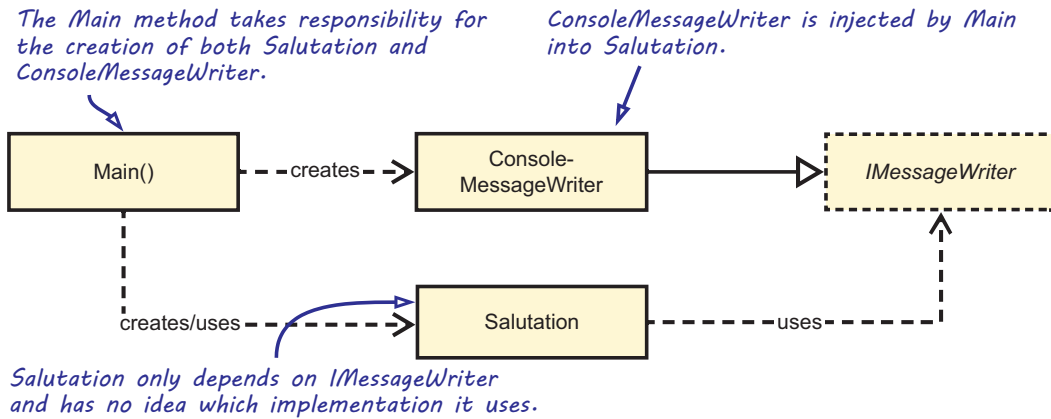 The Main method takes responsibility for
the creation of both Salutation and
ConsoleMessageWriter.
ConsoleMessageWriter is injected by Main
into Salutation.
Main()
creates
Console-
MessageWriter
IMessageWriter
creates/uses
Salutation
uses
Salutation only depends on IMessageWriter
and has no idea which implementation it uses.